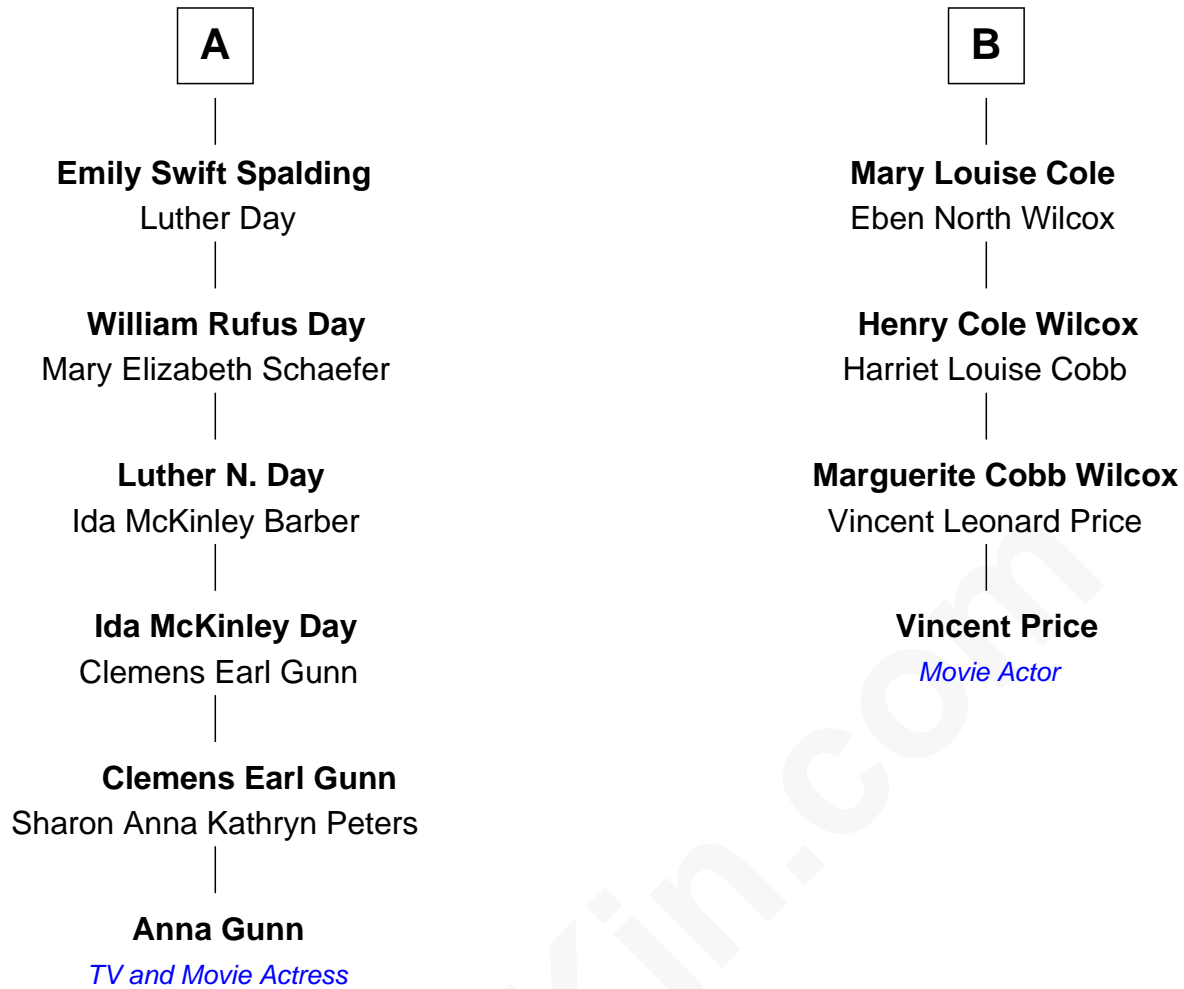 A
Emily Swift Spalding
Luther Day
William Rufus Day
Mary Elizabeth Schaefer
Luther N. Day
Ida McKinley Barber
Ida McKinley Day
Clemens Earl Gunn
Clemens Earl Gunn
Sharon Anna Kathryn Peters
Anna Gunn
TV and Movie Actress
B
Mary Louise Cole
Eben North Wilcox
Henry Cole Wilcox
Harriet Louise Cobb
Marguerite Cobb Wilcox
Vincent Leonard Price
Vincent Price
Movie Actor
in.com